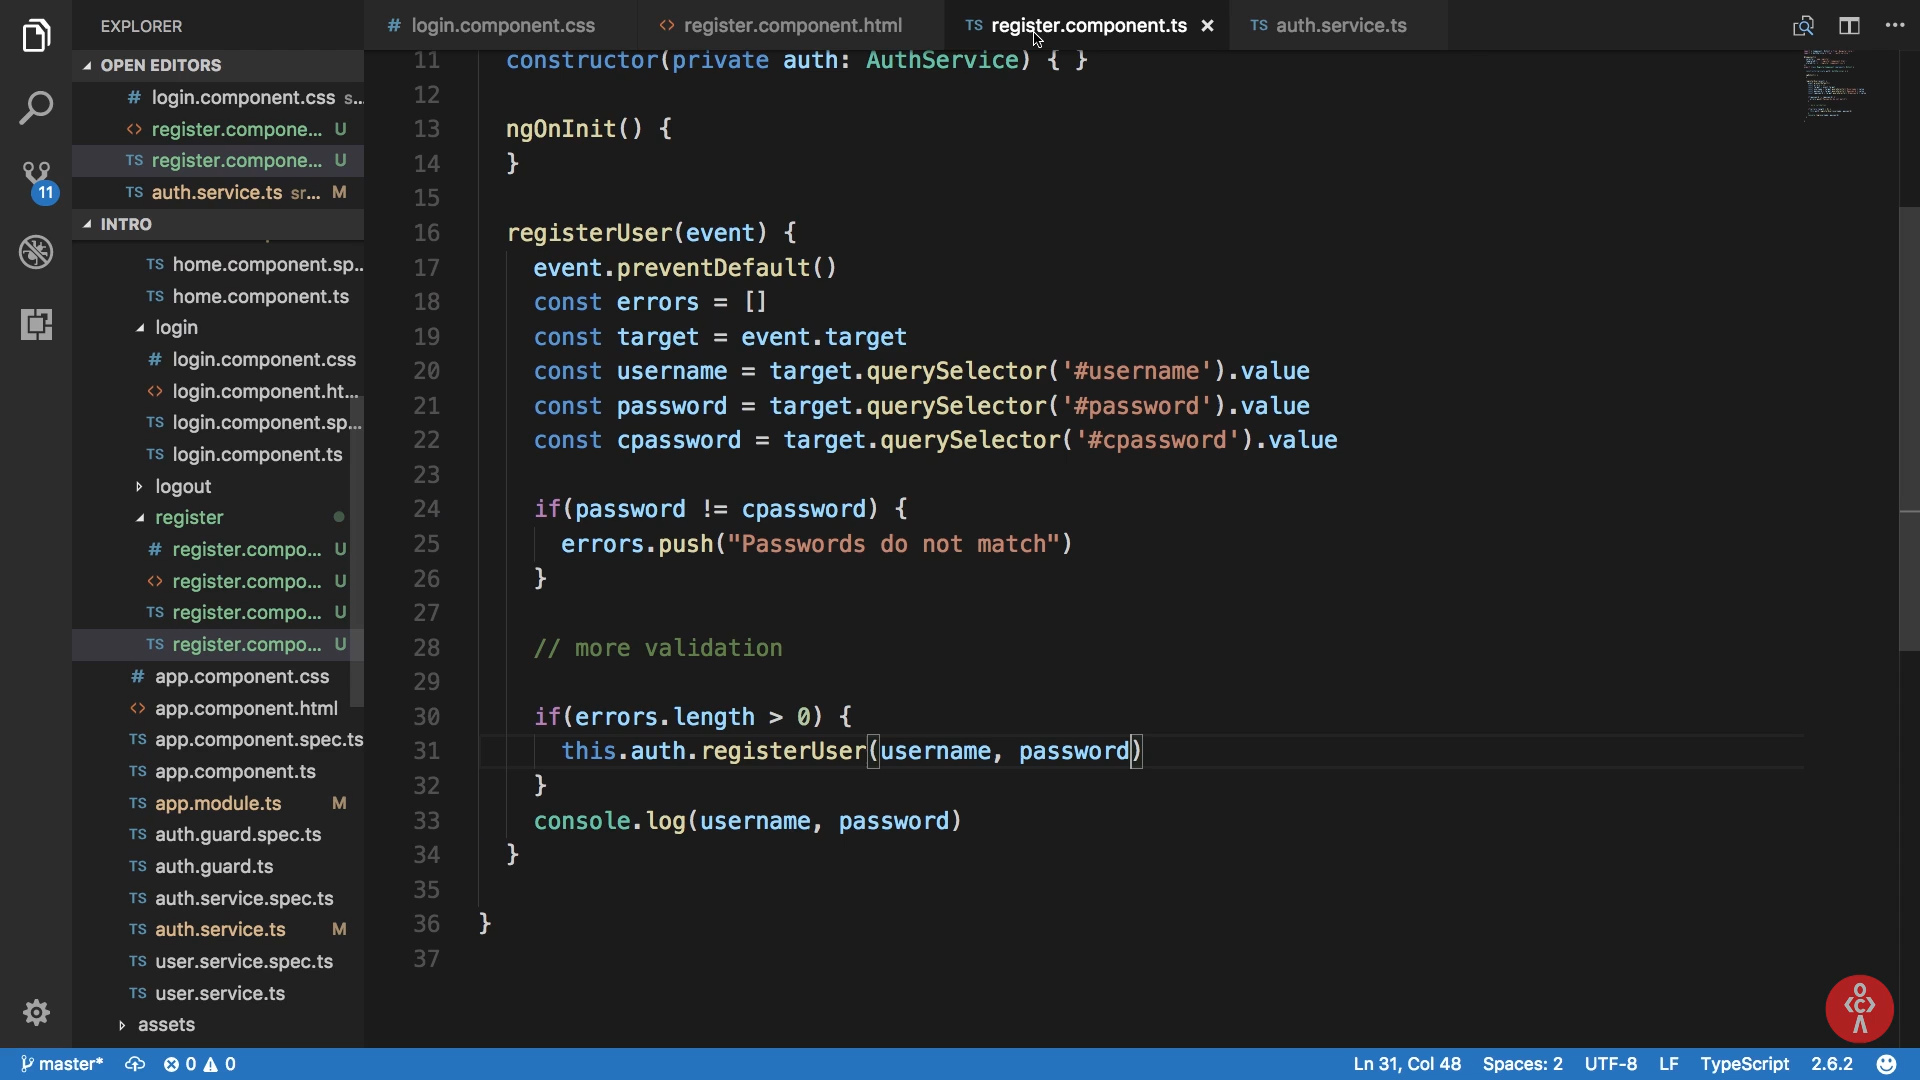 EXPLORER
OPEN EDITORS
# login.component.css s...
<> register.compone... U
TS register.compone... U
TS auth.service.ts sr... M
11
INTRO
TS home.component.sp...
TS home.component.ts
login
# login.component.css
<> login.component.ht...
TS login.component.sp...
TS login.component.ts
logout
register
# register.compo... U
<> register.compo... U
TS register.compo... U
TS register.compo... U
# app.component.css
<> app.component.html
TS app.component.spec.ts
TS app.component.ts
TS app.module.ts M
TS auth.guard.spec.ts
TS auth.guard.ts
TS auth.service.spec.ts
TS auth.service.ts M
TS user.service.spec.ts
TS user.service.ts
assets
# login.component.css <> register.component.html TS register.component.ts × TS auth.service.ts
11 constructor(private auth: AuthService) { }
12
13 ngOnInit() {
14 }
15
16 registerUser(event) {
17 event.preventDefault()
18 const errors = []
19 const target = event.target
20 const username = target.querySelector('#username').value
21 const password = target.querySelector('#password').value
22 const cpassword = target.querySelector('#cpassword').value
23
24 if(password != cpassword) {
25 errors.push("Passwords do not match")
26 }
27
28 // more validation
29
30 if(errors.length > 0) {
31 this.auth.registerUser(username, password)
32 }
33 console.log(username, password)
34 }
35
36 }
37
master* 0 0 Ln 31, Col 48 Spaces: 2 UTF-8 LF TypeScript 2.6.2